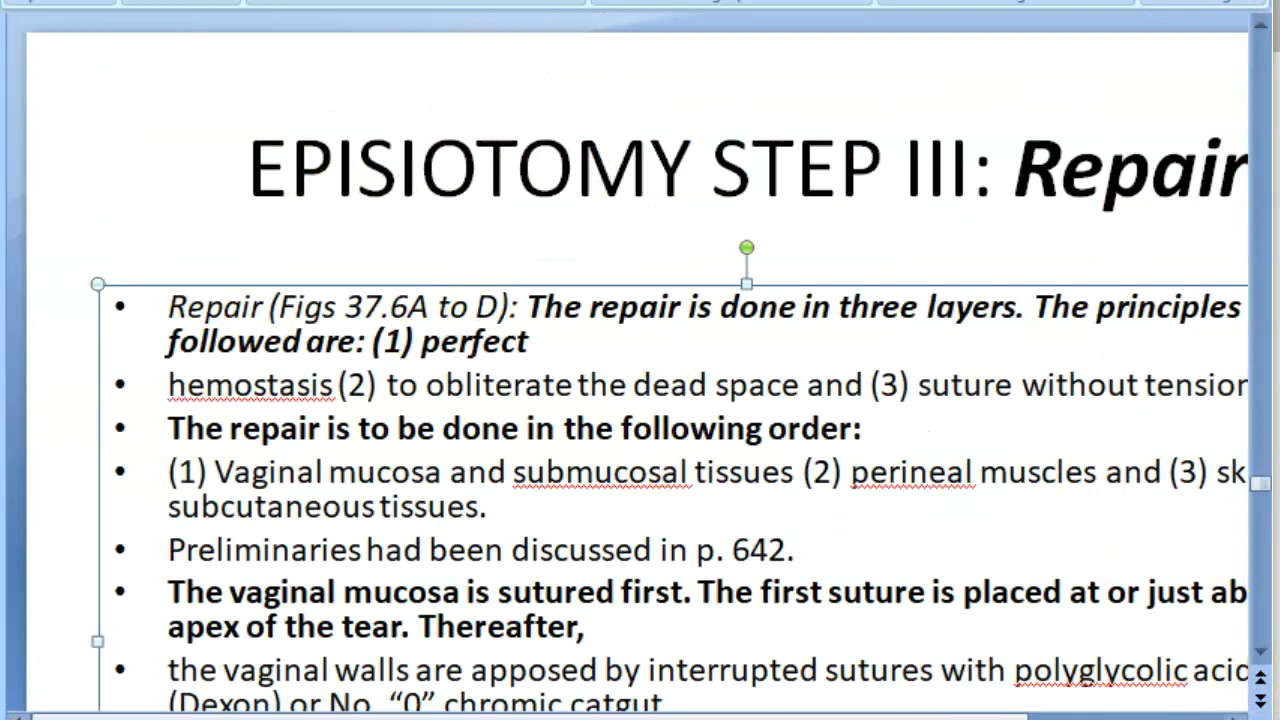 EPISIOTOMY STEP III: Repair
• Repair (Figs 37.6A to D): The repair is done in three layers. The principles
followed are: (1) perfect
• hemostasis (2) to obliterate the dead space and (3) suture without tension
• The repair is to be done in the following order:
• (1) Vaginal mucosa and submucosal tissues (2) perineal muscles and (3) sk
subcutaneous tissues.
• Preliminaries had been discussed in p. 642.
• The vaginal mucosa is sutured first. The first suture is placed at or just ab
apex of the tear. Thereafter,
• the vaginal walls are apposed by interrupted sutures with polyglycolic acid
(Dexon) or No. “0” chromic catgut